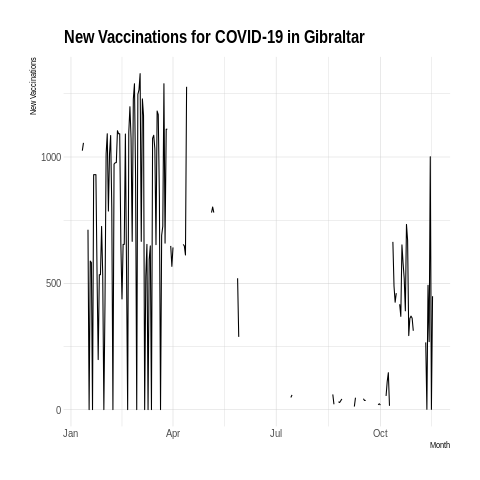 New Vaccinations for COVID-19 in Gibraltar
New Vaccinations
1000
500
0
Jan
Apr
Jul
Oct
Month